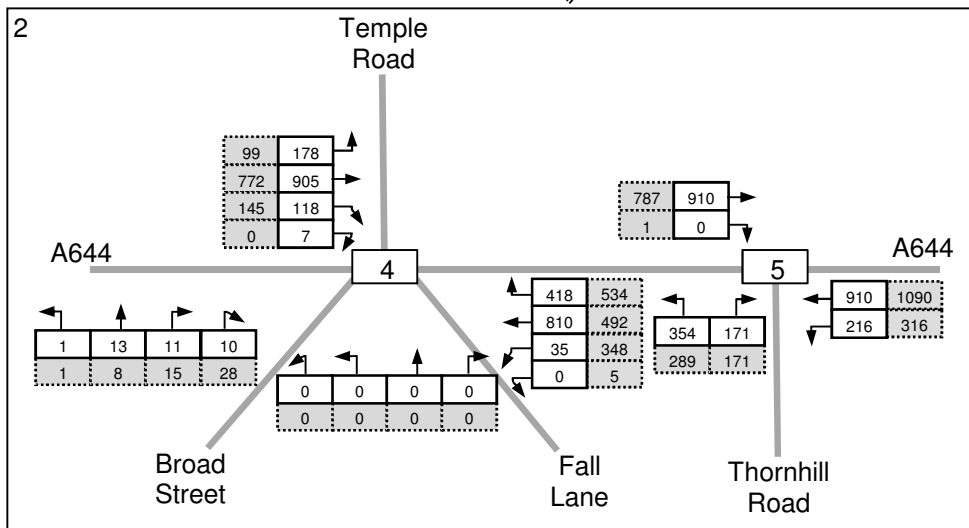 2
Temple
Road
99 178
772 905
145 118
0 7
787 910
1 0
A644
4
5
A644
418 534
810 492
35 348
0 5
910 1090
216 316
354 171
289 171
1 13 11 10
1 8 15 28
0 0 0 0
0 0 0 0
Broad
Street
Fall
Lane
Thornhill
Road